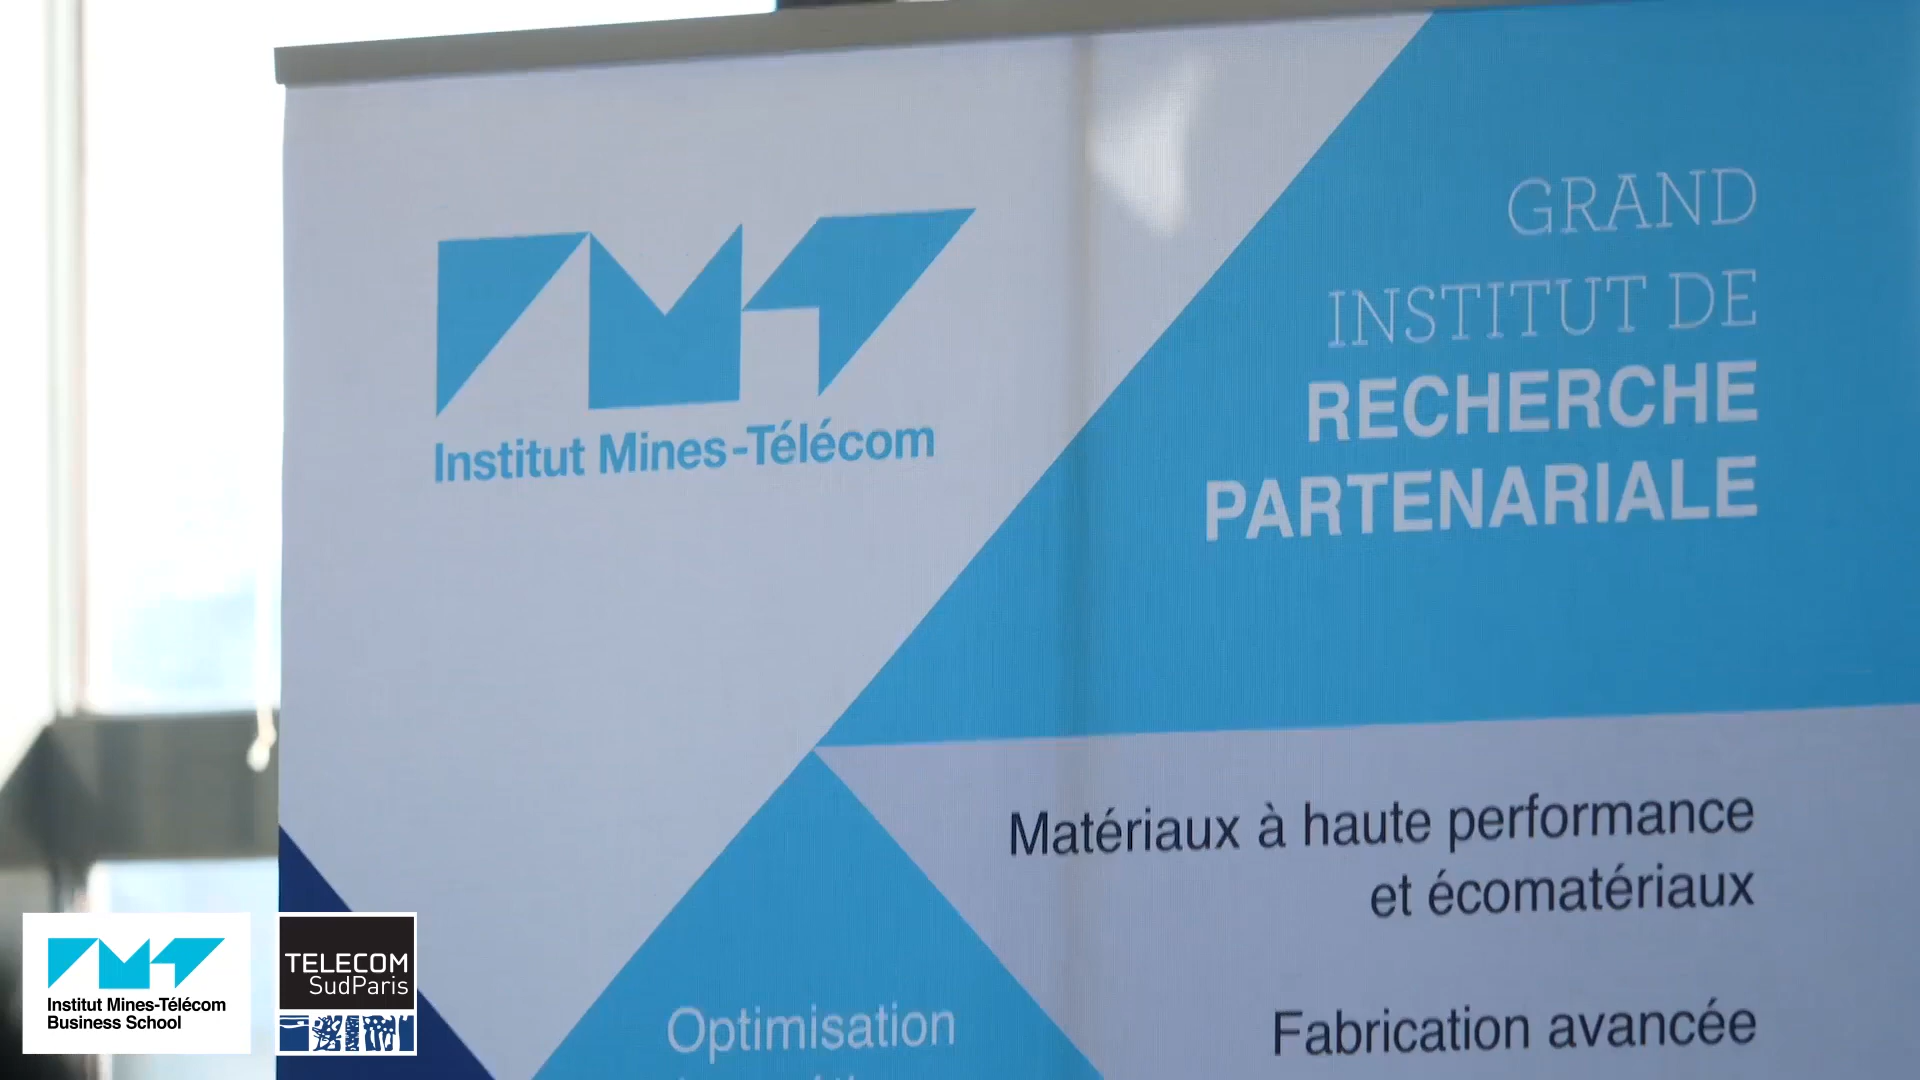 Institut Mines-Télécom
GRAND
INSTITUT DE
RECHERCHE
PARTENARIALE
Matériaux à haute performance
et écomatériaux
Fabrication avancée
Optimisation
Institut Mines-Télécom
Business School
TELECOM
SudParis